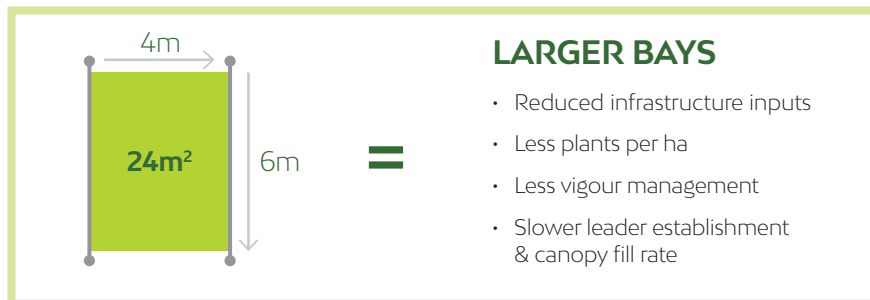 4m
24m²
6m
=
LARGER BAYS
• Reduced infrastructure inputs
• Less plants per ha
• Less vigour management
• Slower leader establishment
& canopy fill rate